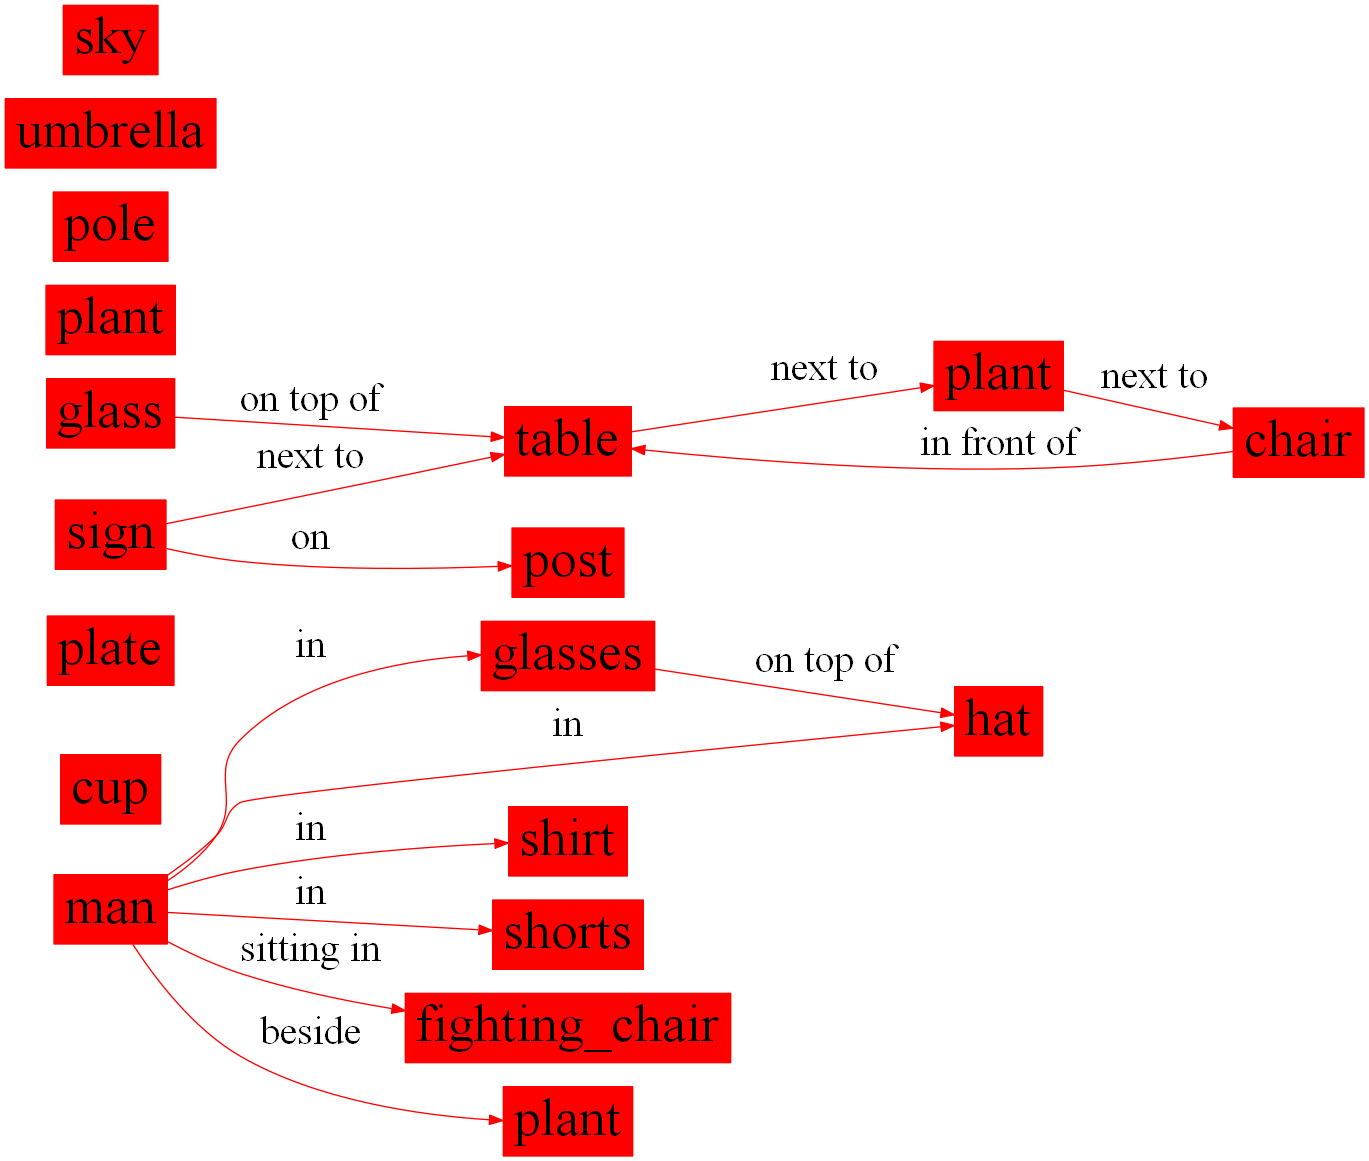 sky
umbrella
pole
plant
glass
on top of
table
next to
plant
next to
chair
in front of
sign
next to
on
post
plate
cup
man
in
glasses
on top of
hat
in
in
shirt
in
shorts
sitting in
fighting_chair
beside
plant